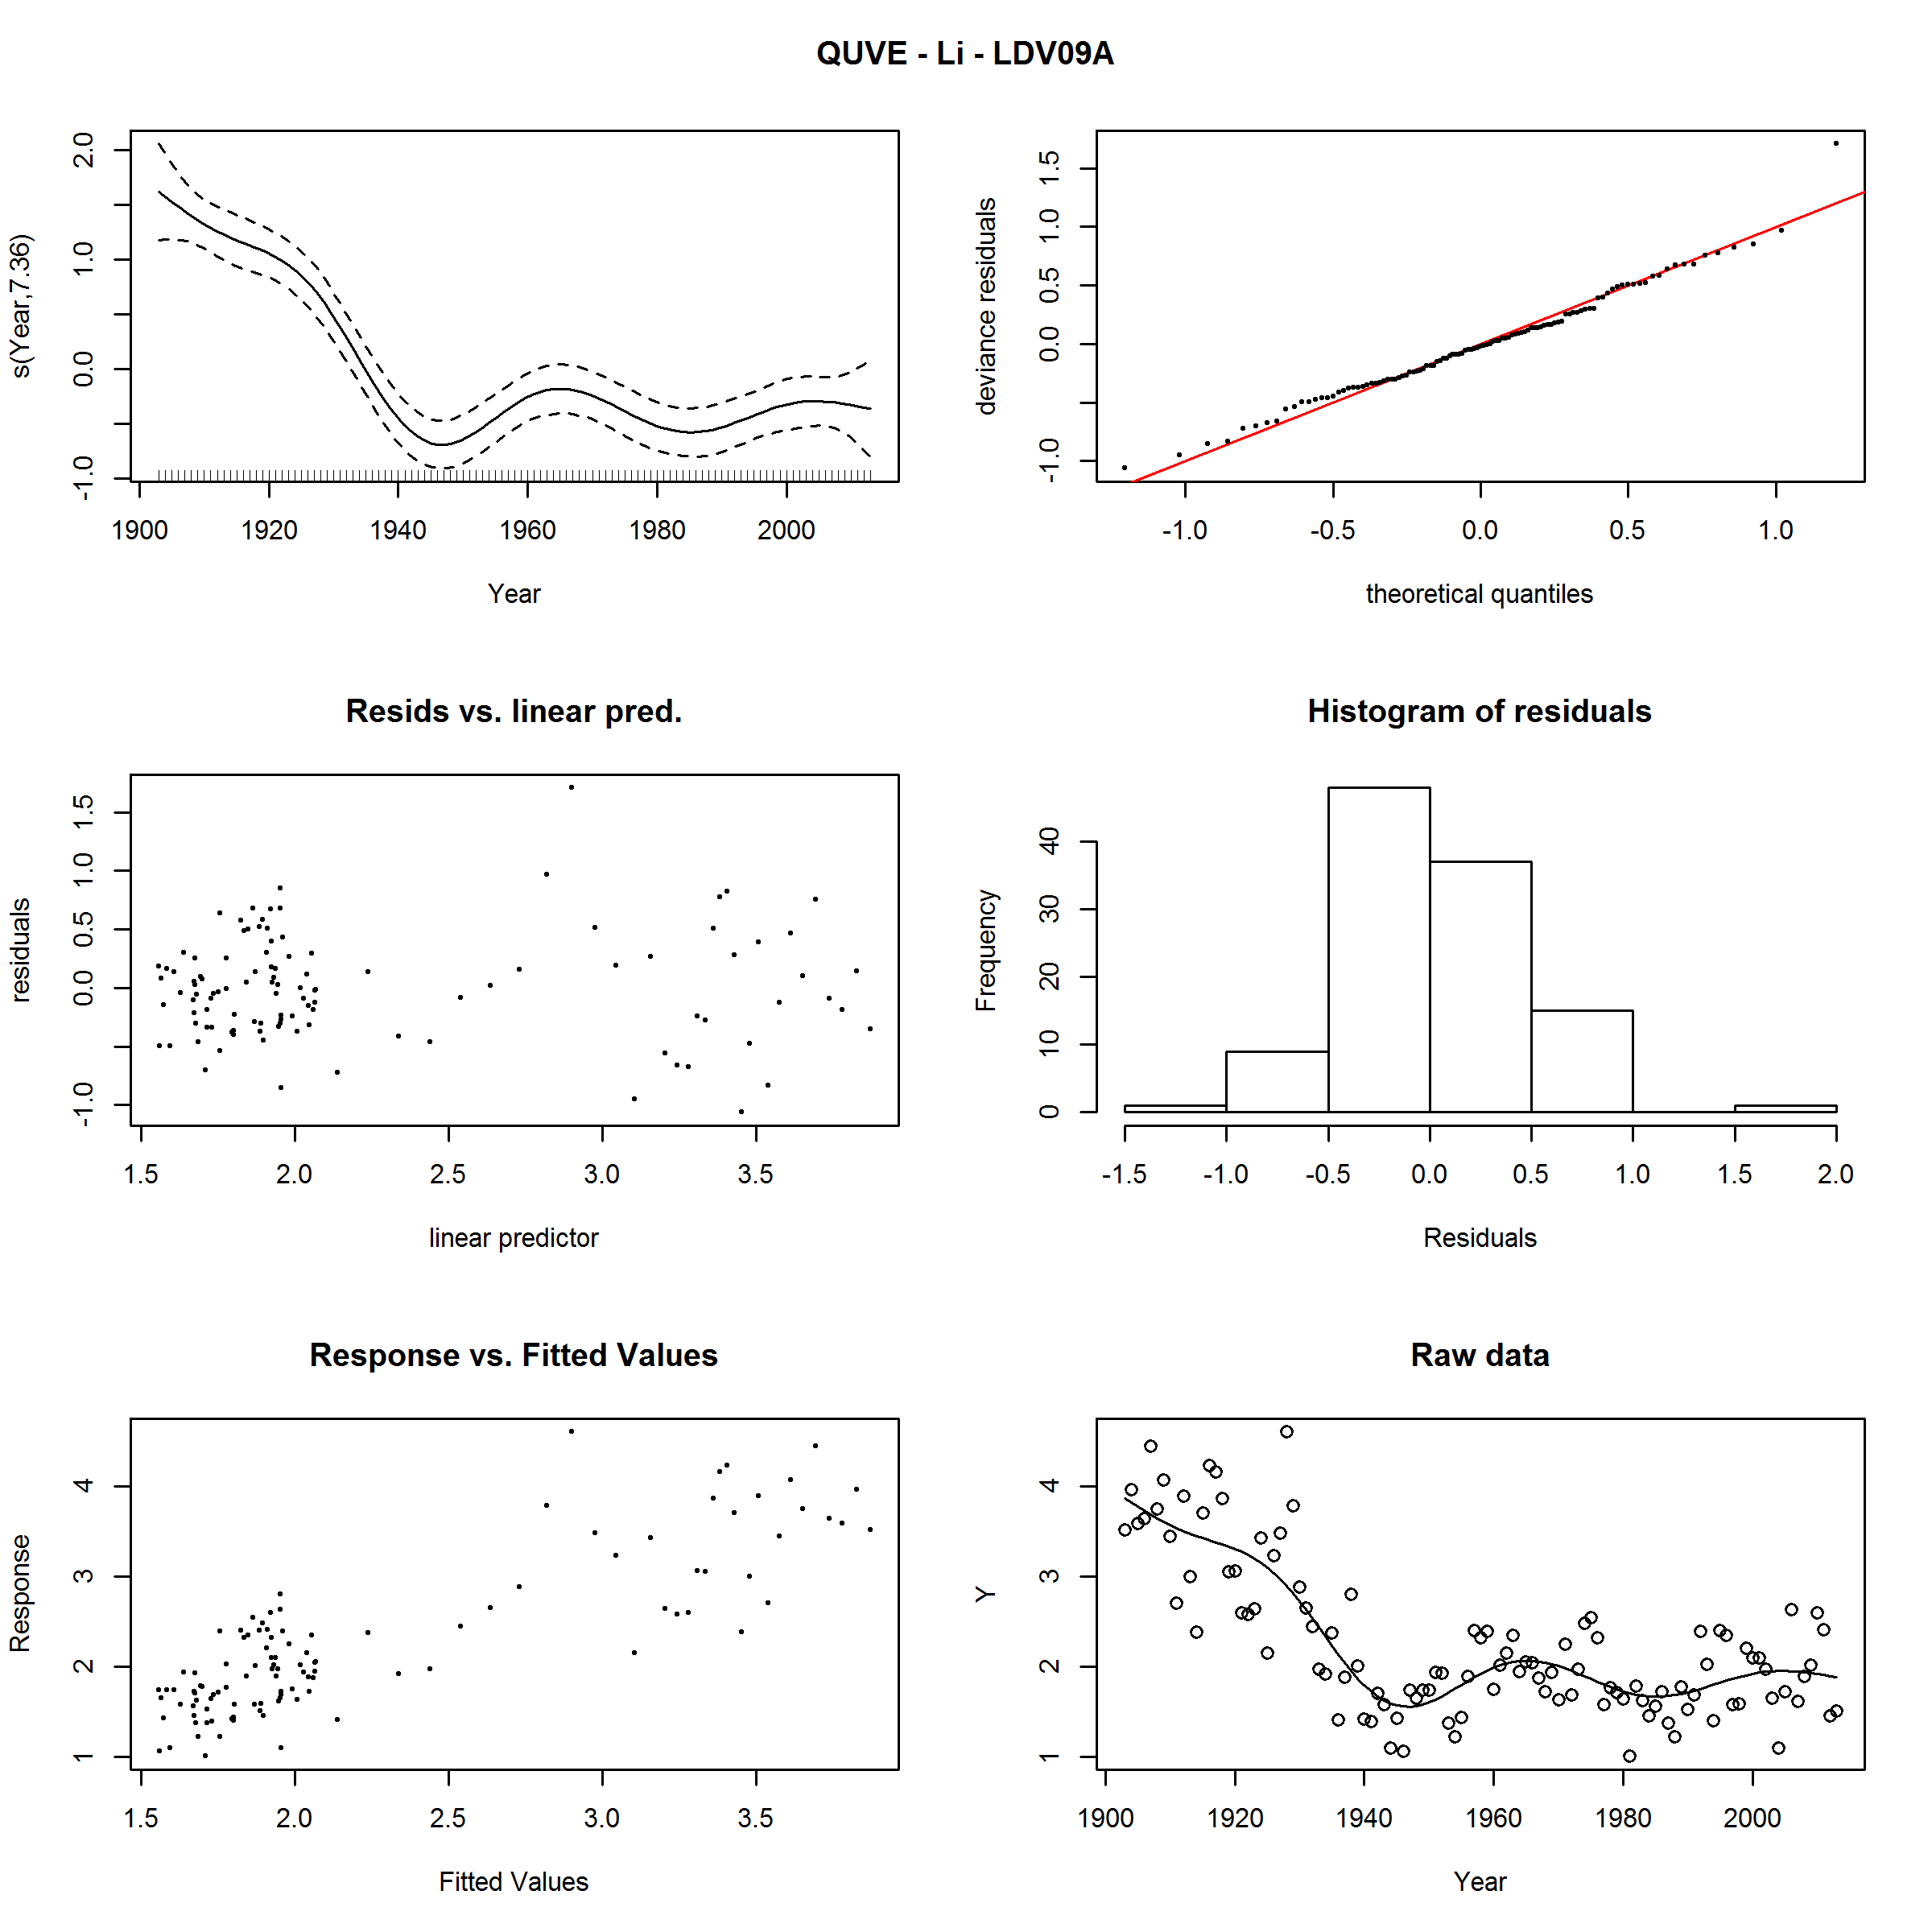 QUVE - Li - LDV09A
s(Year,7.36)
-1.0 0.0 1.0 2.0
1900 1920 1940 1960 1980 2000
Year
deviance residuals
-1.0 0.0 0.5 1.0 1.5
-1.0 -0.5 0.0 0.5 1.0
theoretical quantiles
Resids vs. linear pred.
residuals
-1.0 0.0 0.5 1.0 1.5
1.5 2.0 2.5 3.0 3.5
linear predictor
Histogram of residuals
Frequency
0 10 20 30 40
-1.5 -1.0 -0.5 0.0 0.5 1.0 1.5 2.0
Residuals
Response vs. Fitted Values
Response
1 2 3 4
1.5 2.0 2.5 3.0 3.5
Fitted Values
Raw data
Y
1 2 3 4
1900 1920 1940 1960 1980 2000
Year